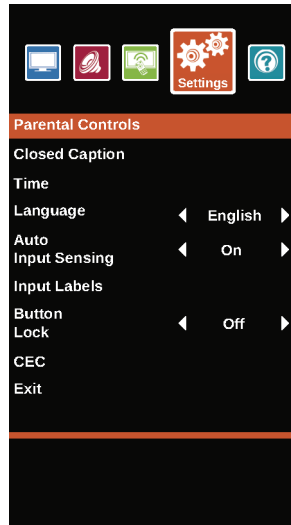 Settings
Parental Controls
Closed Caption
Time
Language English
Auto
Input Sensing On
Input Labels
Button
Lock Off
CEC
Exit